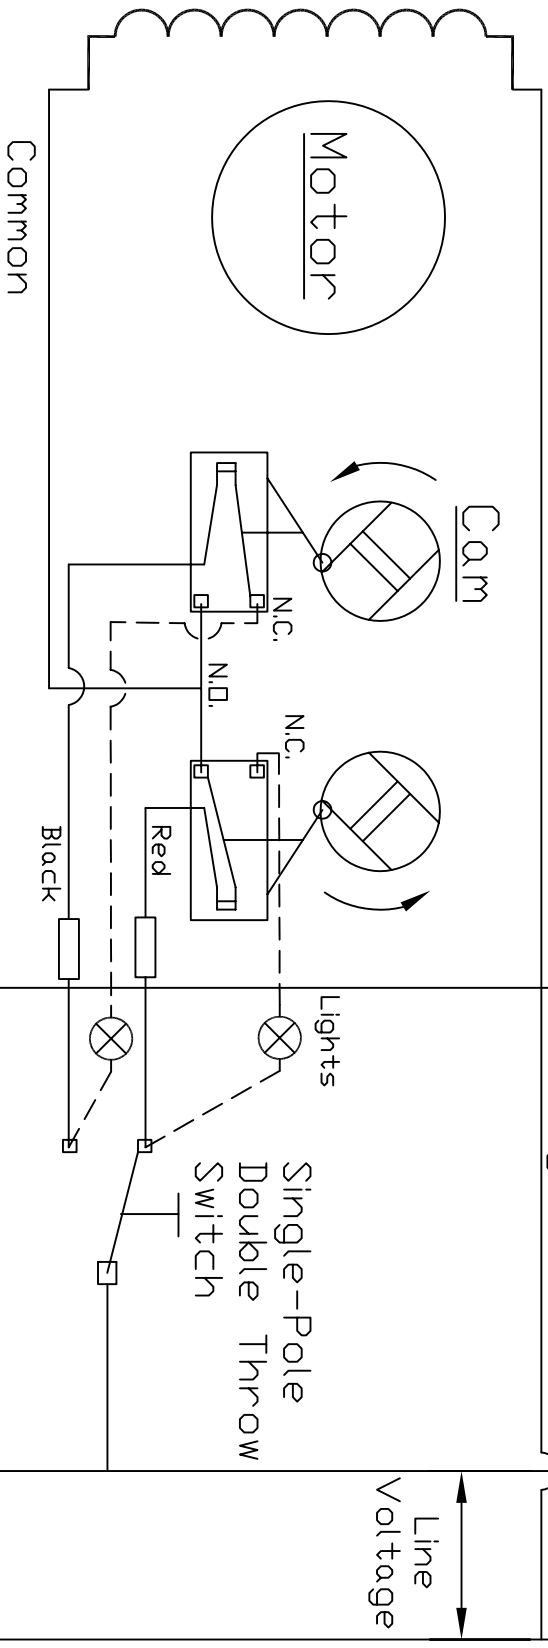 Motor
Common
Cam
N.C.
N.O.
N.C.
Red
Black
Lights
Single-Pole
Double Throw
Switch
Line
Voltage